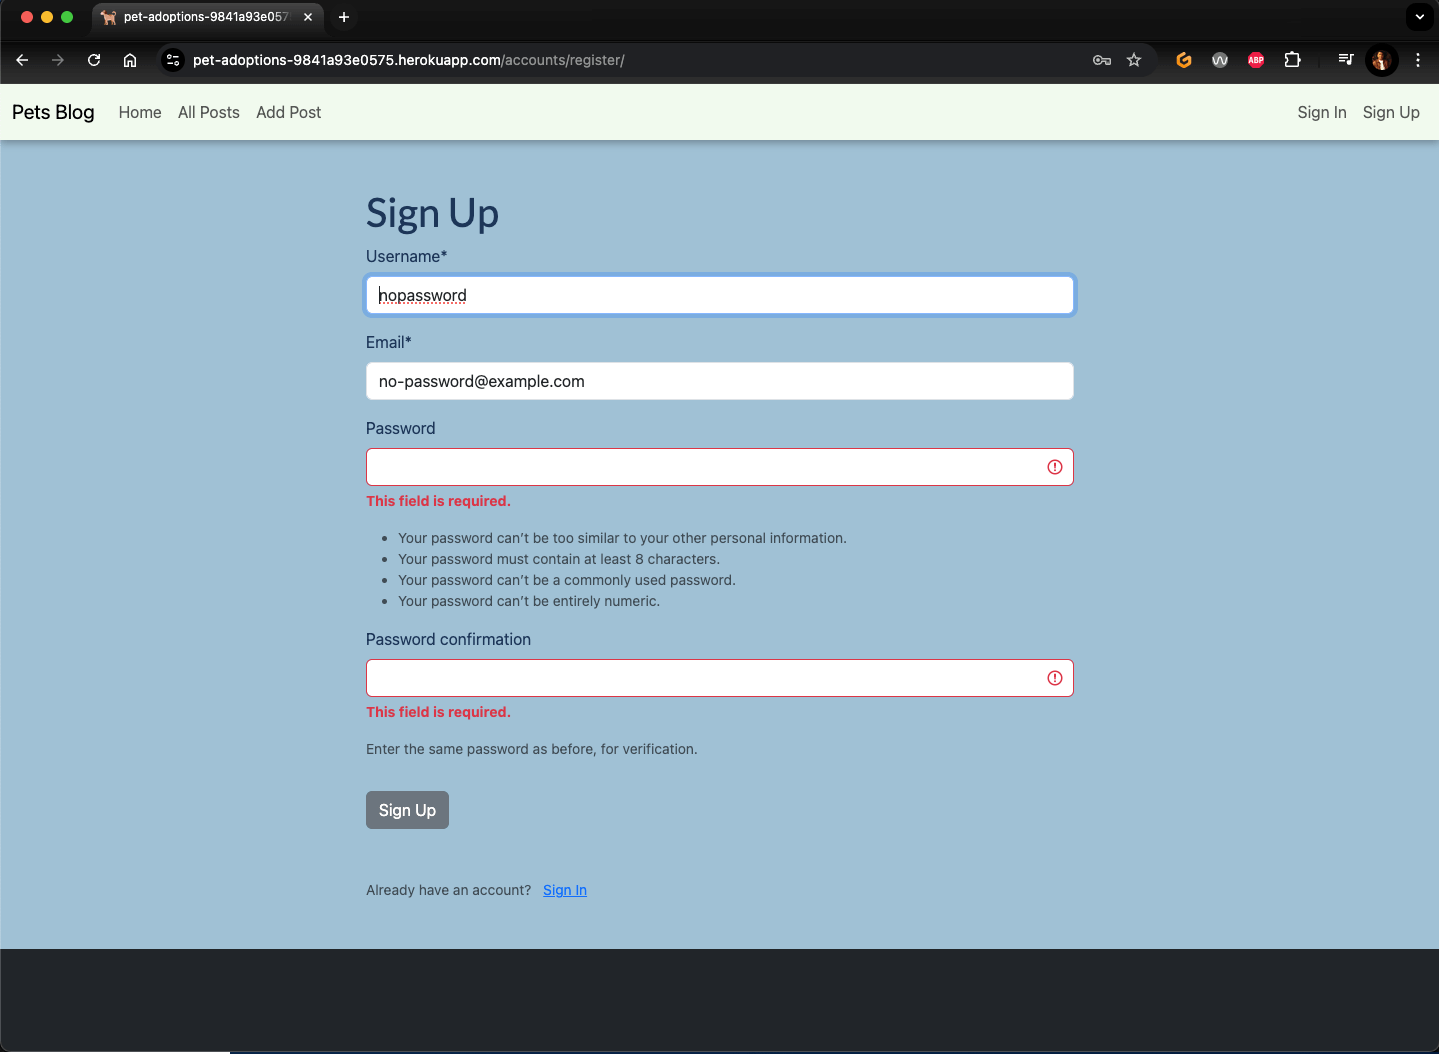 pet-adoptions-9841a93e057
pet-adoptions-9841a93e0575.herokuapp.com/accounts/register/
ABP
Pets Blog Home All Posts Add Post Sign In Sign Up
Sign Up
Username*
nopassword
Email*
no-password@example.com
Password
This field is required.
• Your password can’t be too similar to your other personal information.
• Your password must contain at least 8 characters.
• Your password can’t be a commonly used password.
• Your password can’t be entirely numeric.
Password confirmation
This field is required.
Enter the same password as before, for verification.
Sign Up
Already have an account? Sign In